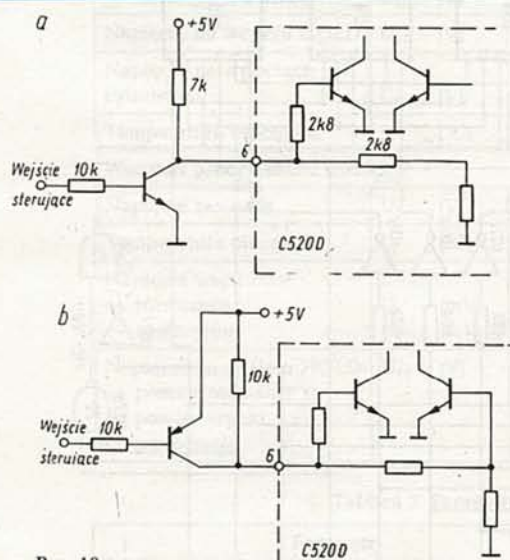 a
+5V
7k
2k8
2k8
Wejście
sterujące
10k
6
C520D
b
+5V
10k
Wejście
sterujące
10k
6
C520D